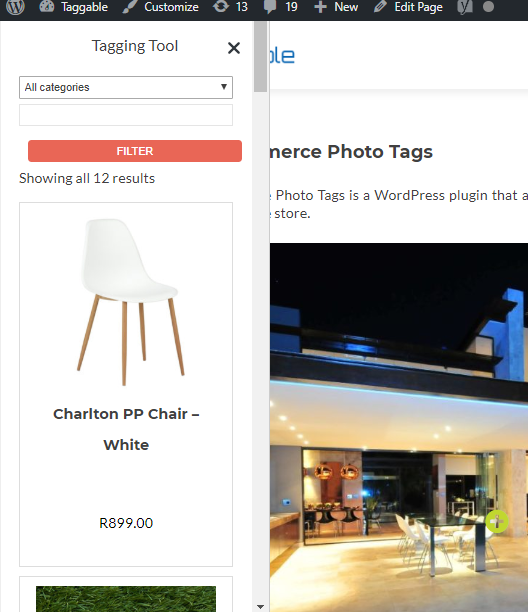 Taggable Customize 13 19 New Edit Page
Tagging Tool
All categories
FILTER
Showing all 12 results
Charlton PP Chair –
White
R899.00
ble
merce Photo Tags
Photo Tags is a WordPress plugin that a
store.